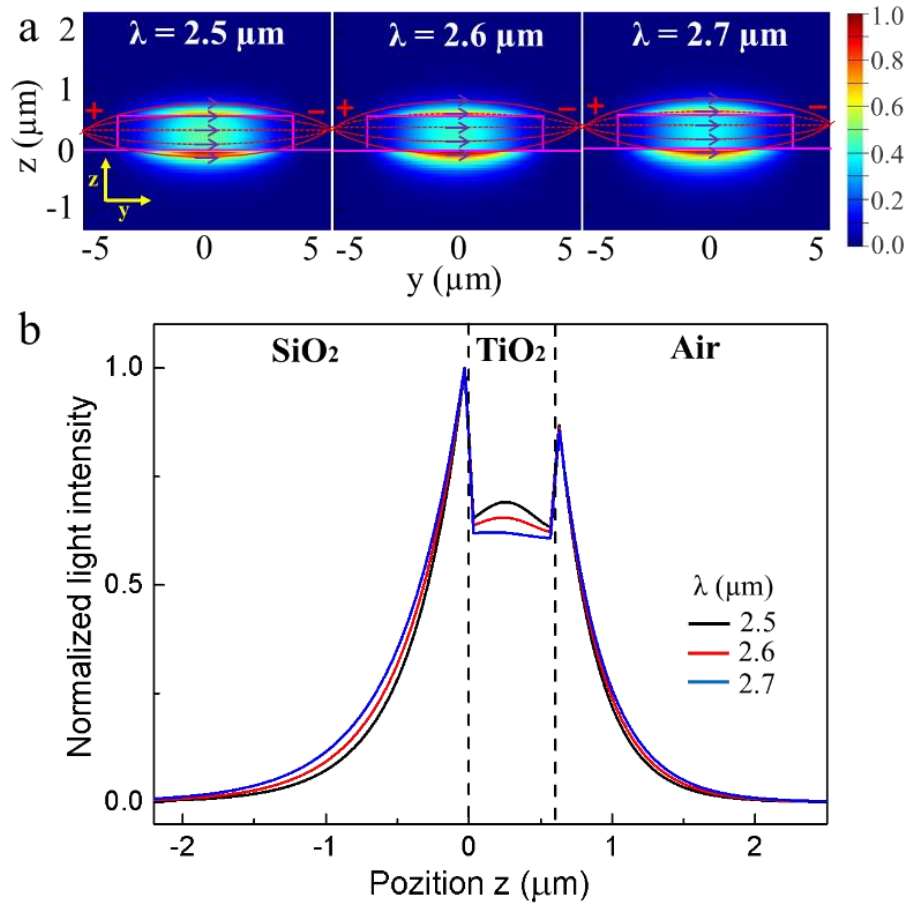 a
λ = 2.5 µm λ = 2.6 µm λ = 2.7 µm
z (µm)
2
1
0
-1
+ − + − + −
z
y
-5 0 5 -5 0 5 -5 0 5
y (µm)
1.0
0.8
0.6
0.4
0.2
0.0
b
SiO₂ TiO₂ Air
Normalized light intensity
1.0
0.5
0.0
λ (µm)
2.5
2.6
2.7
-2 -1 0 1 2
Pozition z (µm)